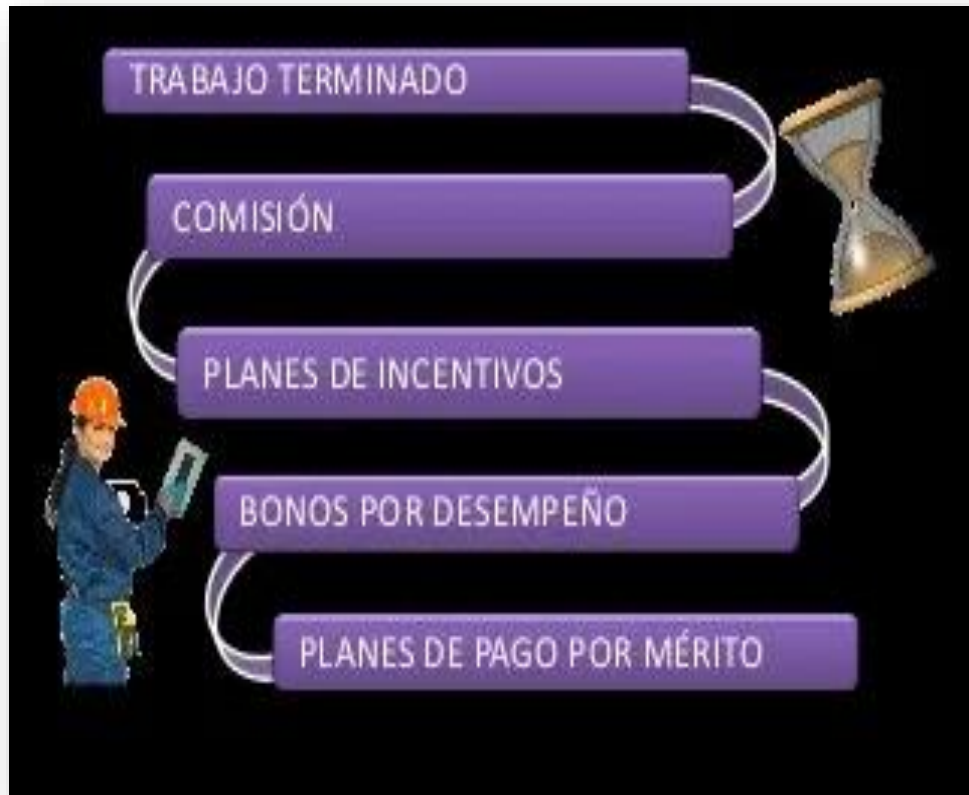 TRABAJO TERMINADO
COMISIÓN
PLANES DE INCENTIVOS
BONOS POR DESEMPEÑO
PLANES DE PAGO POR MÉRITO